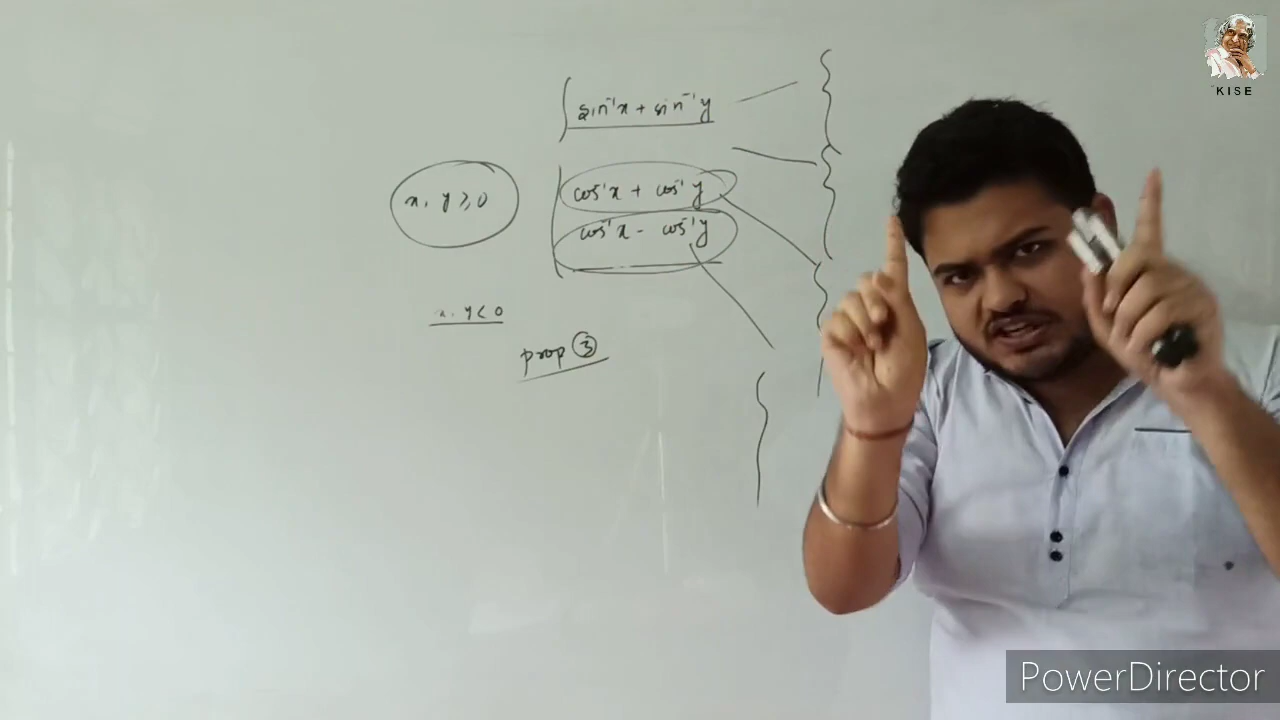 sin⁻¹x + sin⁻¹y
x, y ≥ 0
cos⁻¹x + cos⁻¹y
cos⁻¹x - cos⁻¹y
x, y < 0
prop ③
KISE
PowerDirector